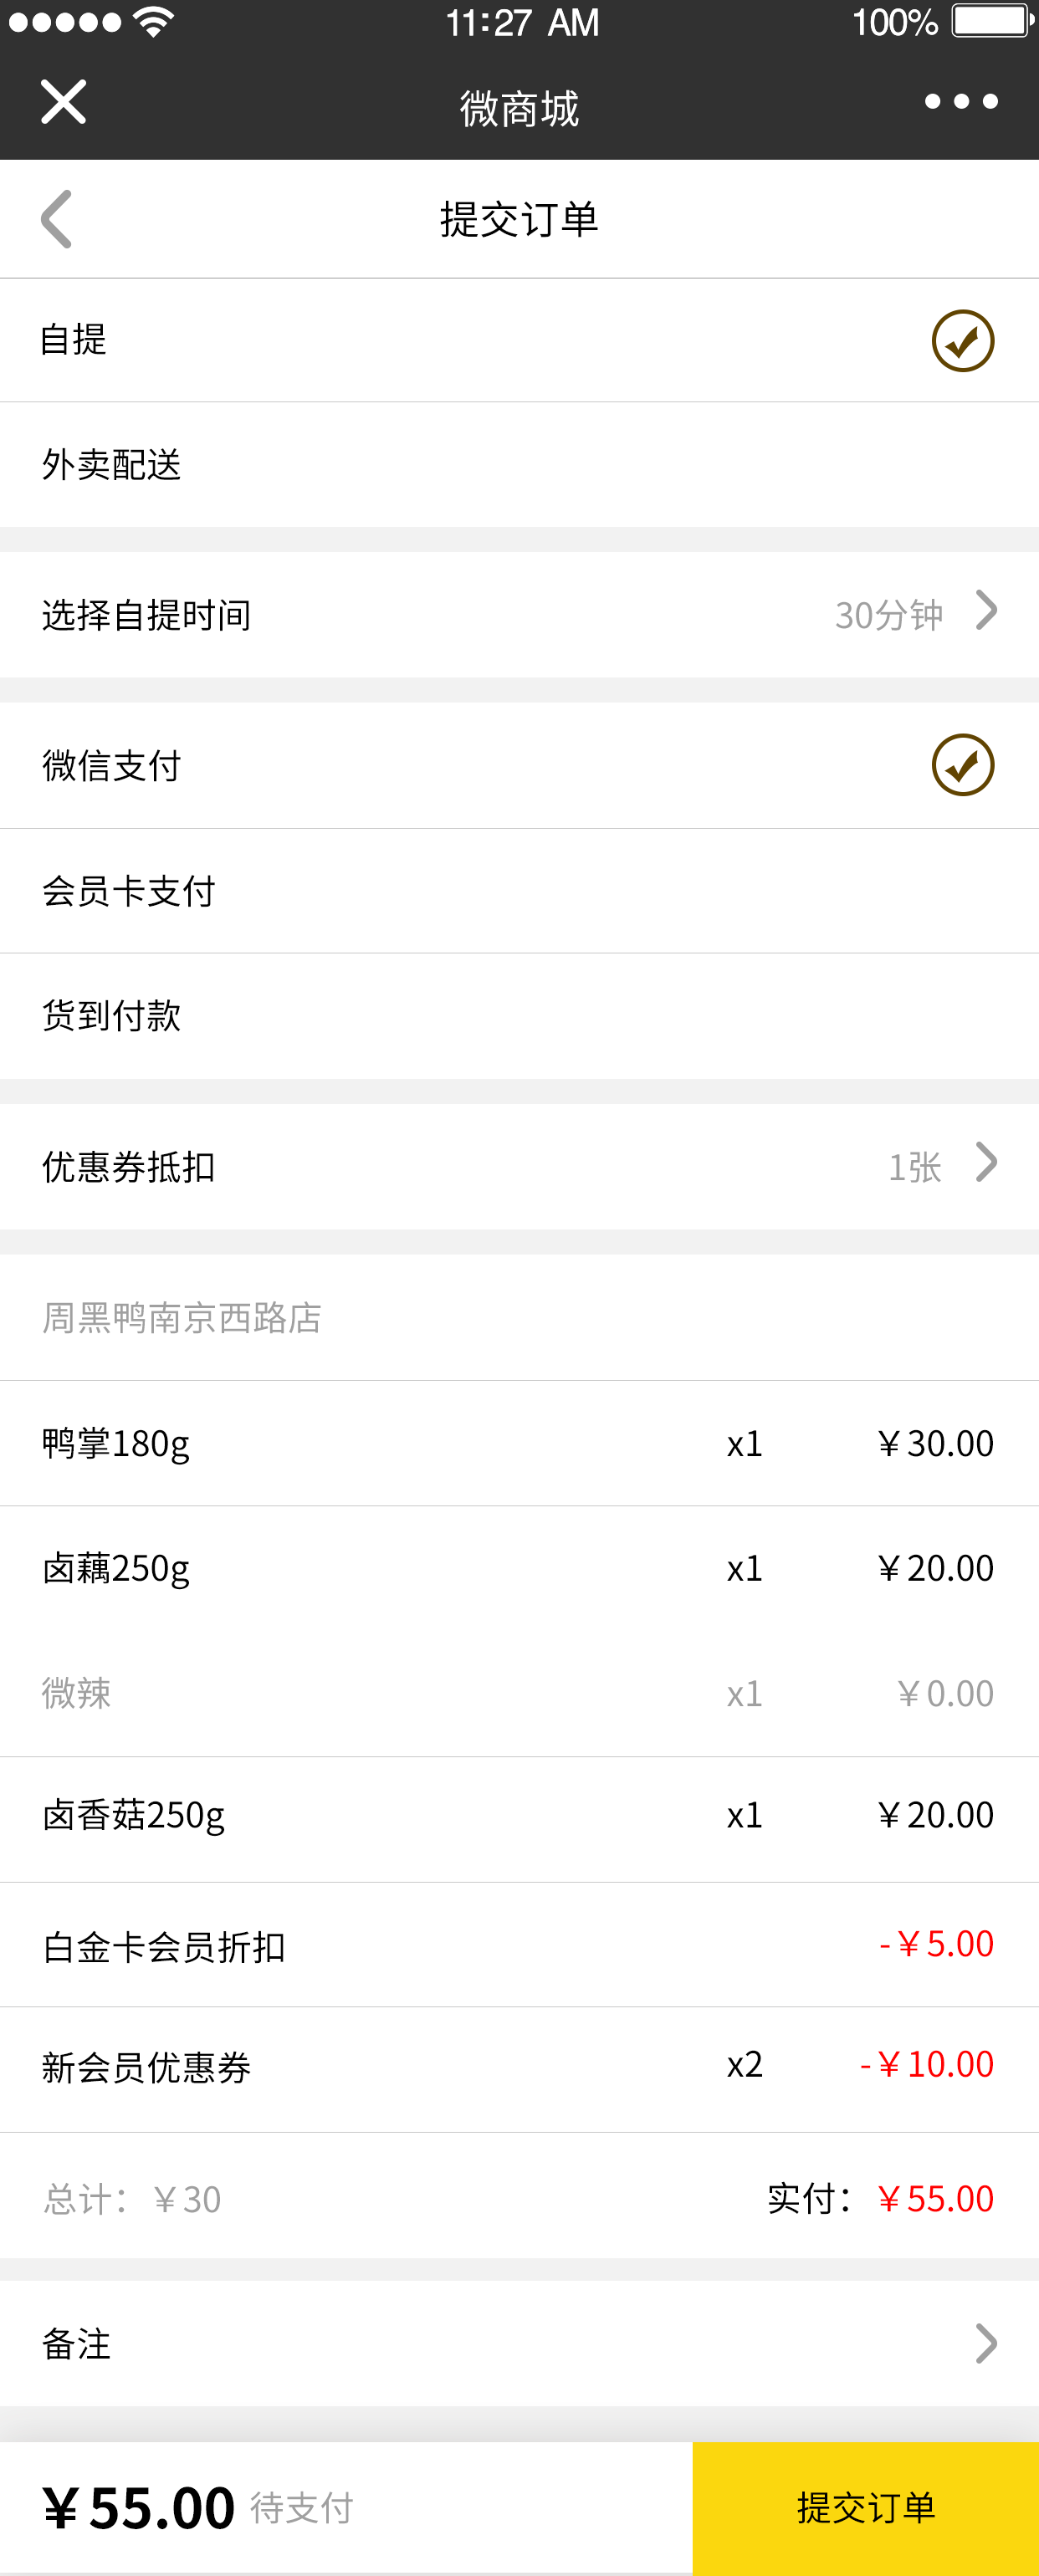 11:27 AM 100%
微商城
提交订单
自提
外卖配送
选择自提时间 30分钟
微信支付
会员卡支付
货到付款
优惠券抵扣 1张
周黑鸭南京西路店
鸭掌180g x1 ￥30.00
卤藕250g x1 ￥20.00
微辣 x1 ￥0.00
卤香菇250g x1 ￥20.00
白金卡会员折扣 -￥5.00
新会员优惠券 x2 -￥10.00
总计：￥30 实付：￥55.00
备注
￥55.00 待支付 提交订单